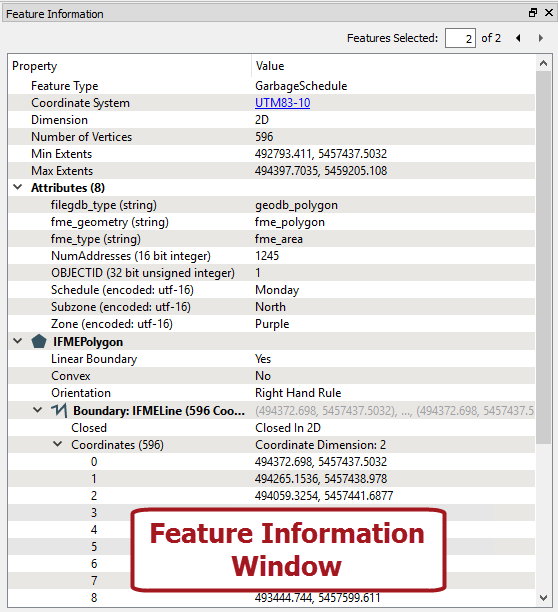 Feature Information
Features Selected: 2 of 2
Property Value
Feature Type GarbageSchedule
Coordinate System UTM83-10
Dimension 2D
Number of Vertices 596
Min Extents 492793.411, 5457437.5032
Max Extents 494397.7035, 5459205.108
Attributes (8)
filegdb_type (string) geodb_polygon
fme_geometry (string) fme_polygon
fme_type (string) fme_area
NumAddresses (16 bit integer) 1245
OBJECTID (32 bit unsigned integer) 1
Schedule (encoded: utf-16) Monday
Subzone (encoded: utf-16) North
Zone (encoded: utf-16) Purple
IFMEPolygon
Linear Boundary Yes
Convex No
Orientation Right Hand Rule
Boundary: IFMELine (596 Coo... (494372.698, 5457437.5032), ..., (494372.698, 5457437.5
Closed Closed In 2D
Coordinates (596) Coordinate Dimension: 2
0 494372.698, 5457437.5032
1 494265.1536, 5457438.978
2 494059.3254, 5457441.6877
3
4
5
6
7
8 493444.744, 5457599.611
Feature Information
Window